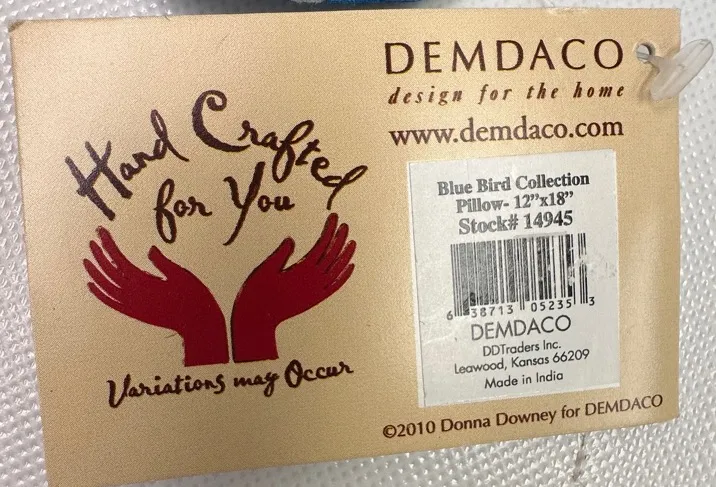 Hand Crafted
for You
Variations may Occur
DEMDACO
design for the home
www.demdaco.com
Blue Bird Collection
Pillow- 12”x18”
Stock# 14945
6 38713 05235 3
DEMDACO
DDTraders Inc.
Leawood, Kansas 66209
Made in India
©2010 Donna Downey for DEMDACO